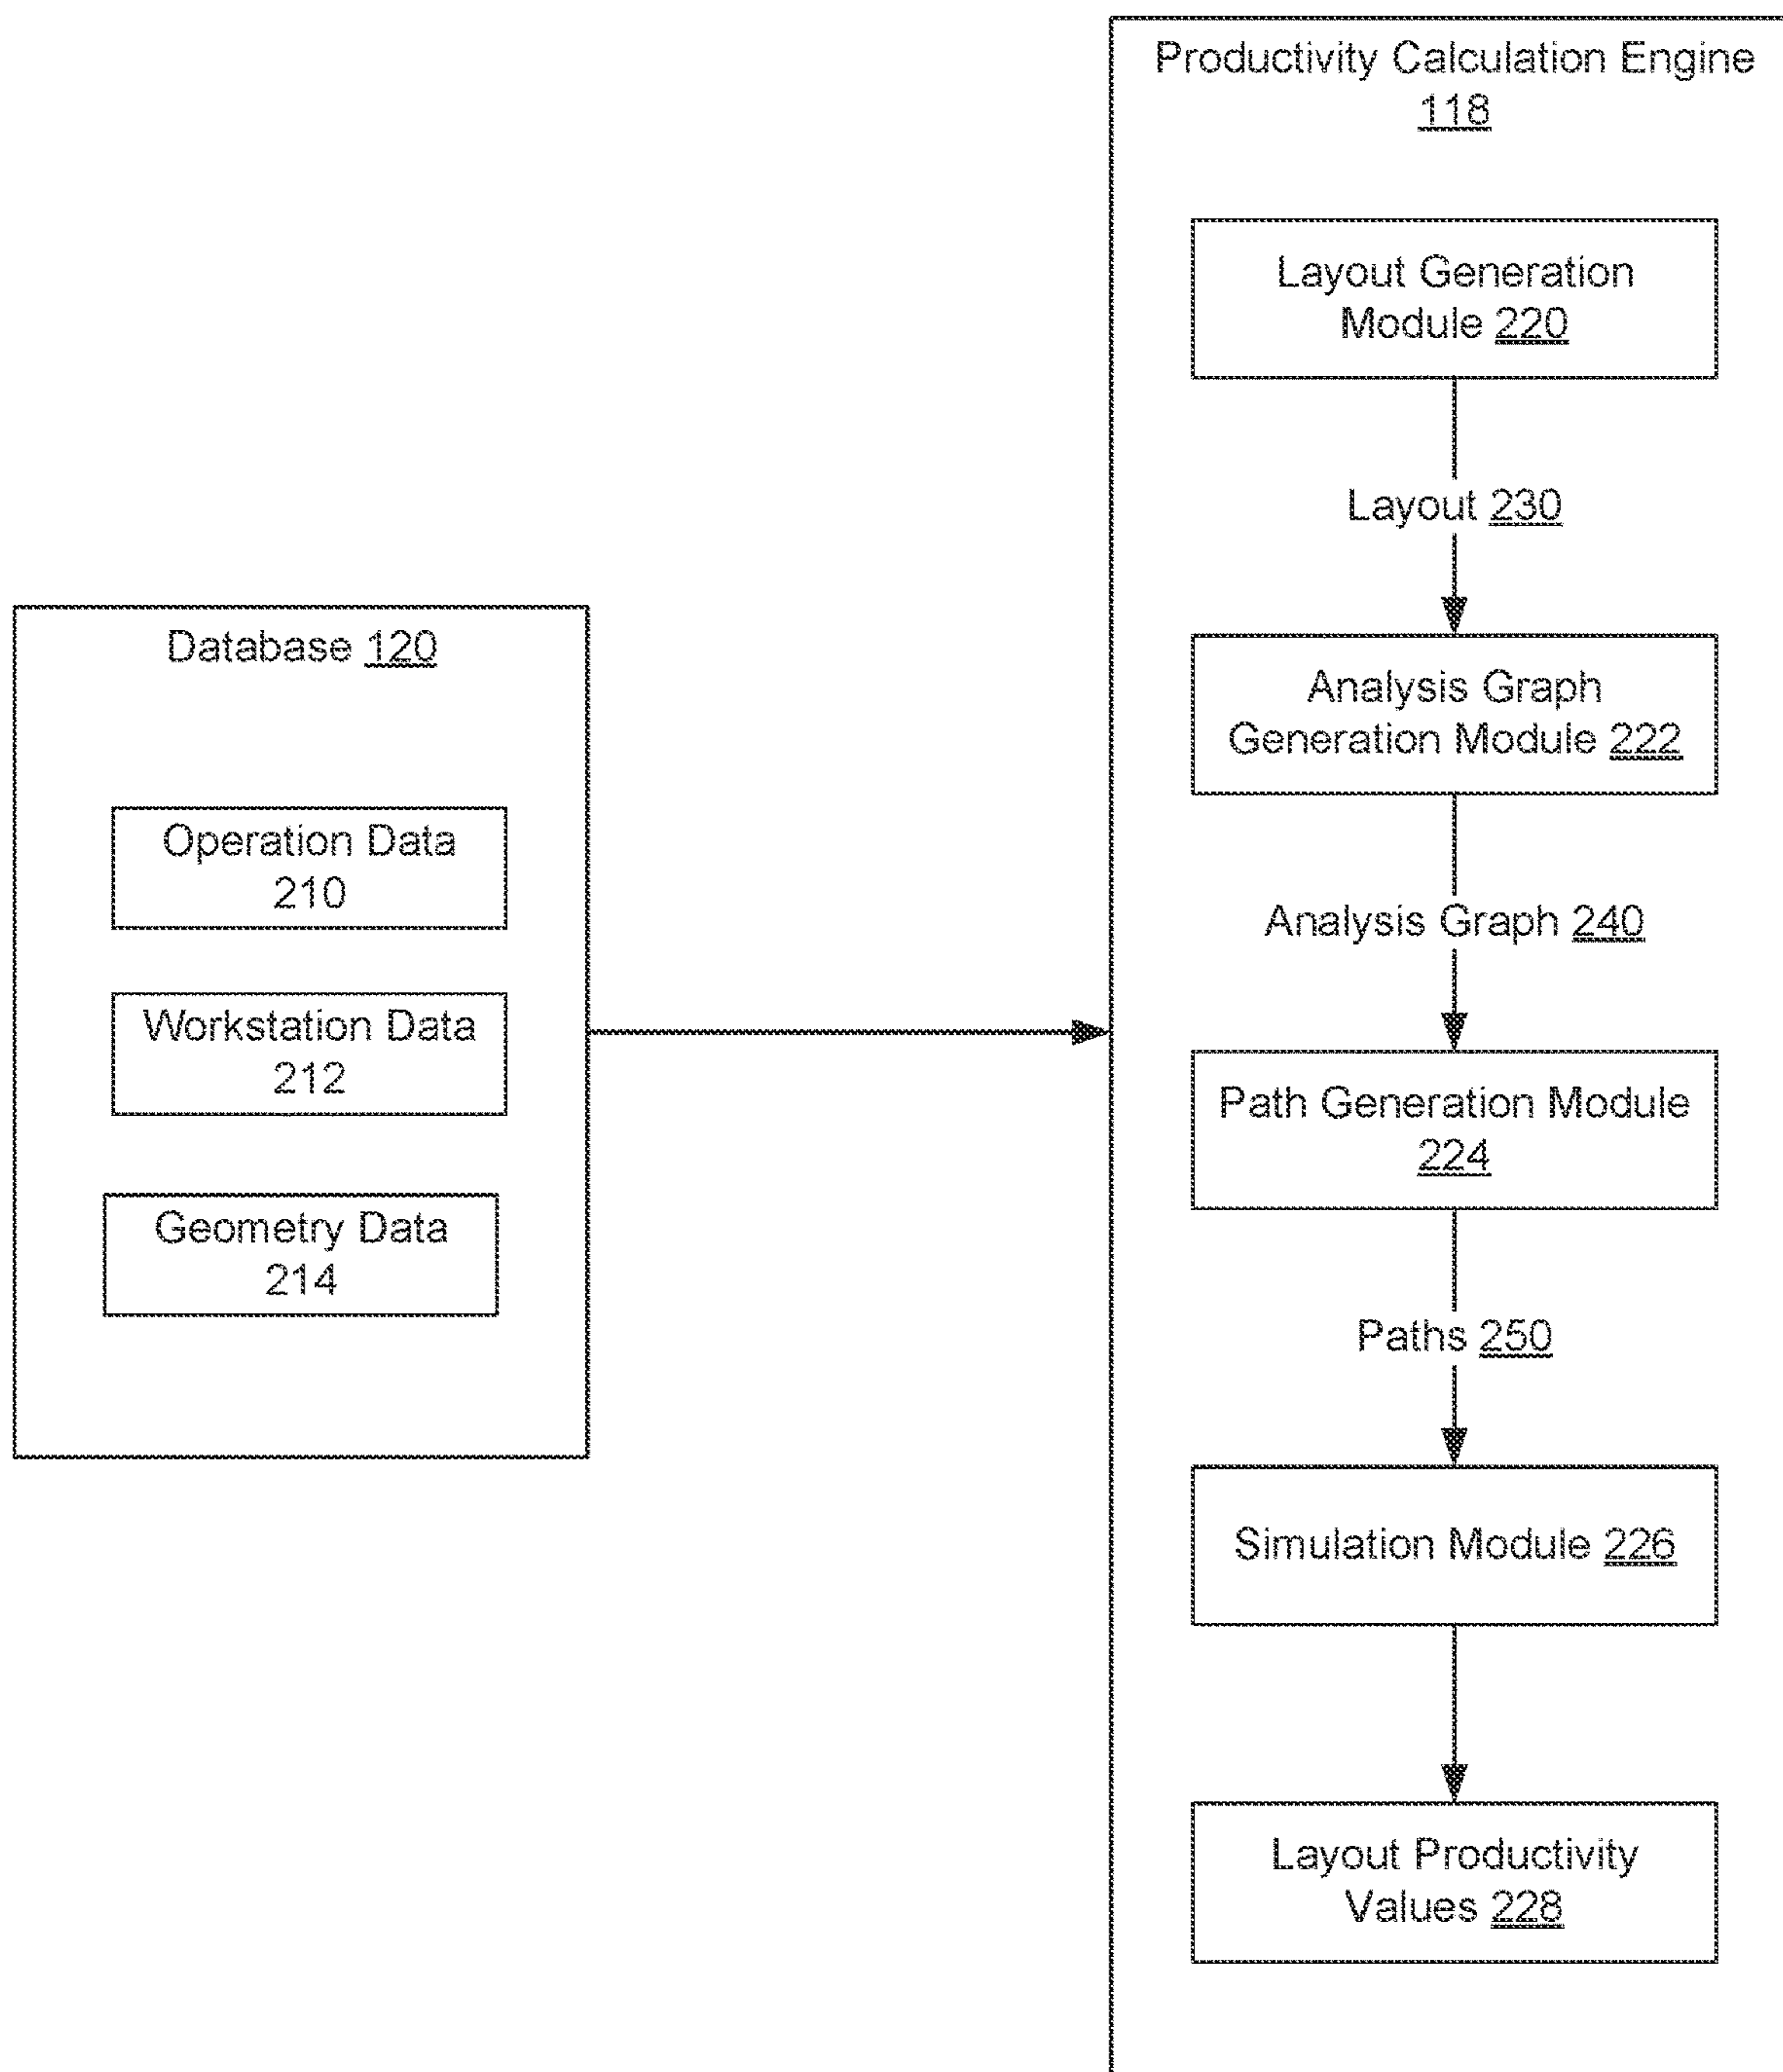 Productivity Calculation Engine
118
Layout Generation
Module 220
Layout 230
Analysis Graph
Generation Module 222
Analysis Graph 240
Path Generation Module
224
Paths 250
Simulation Module 226
Layout Productivity
Values 228
Database 120
Operation Data
210
Workstation Data
212
Geometry Data
214